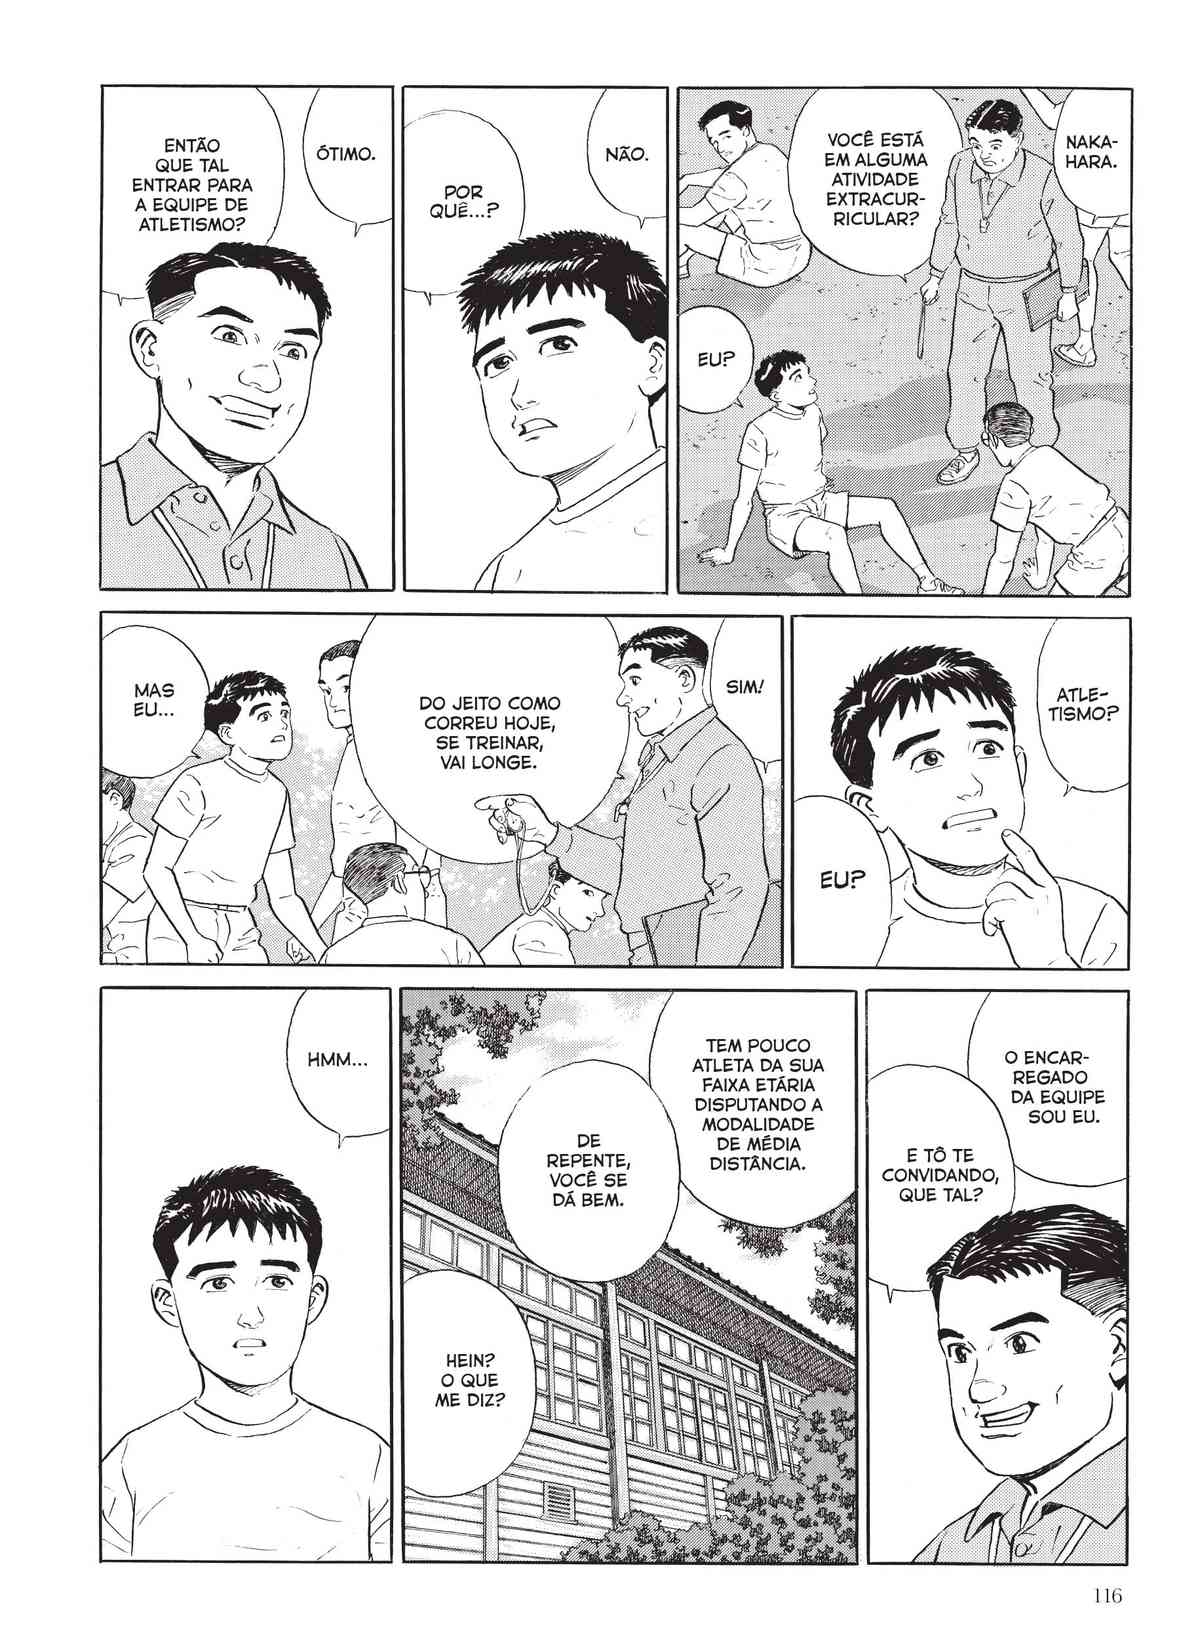 NAKA-
HARA.
VOCÊ ESTÁ
EM ALGUMA
ATIVIDADE
EXTRACUR-
RICULAR?
EU?
NÃO.
POR
QUÊ...?
ÓTIMO.
ENTÃO
QUE TAL
ENTRAR PARA
A EQUIPE DE
ATLETISMO?
ATLE-
TISMO?
EU?
SIM!
DO JEITO COMO
CORREU HOJE,
SE TREINAR,
VAI LONGE.
MAS
EU...
O ENCAR-
REGADO
DA EQUIPE
SOU EU.
E TÔ TE
CONVIDANDO,
QUE TAL?
TEM POUCO
ATLETA DA SUA
FAIXA ETÁRIA
DISPUTANDO A
MODALIDADE
DE MÉDIA
DISTÂNCIA.
DE
REPENTE,
VOCÊ SE
DÁ BEM.
HEIN?
O QUE
ME DIZ?
HMM...
116